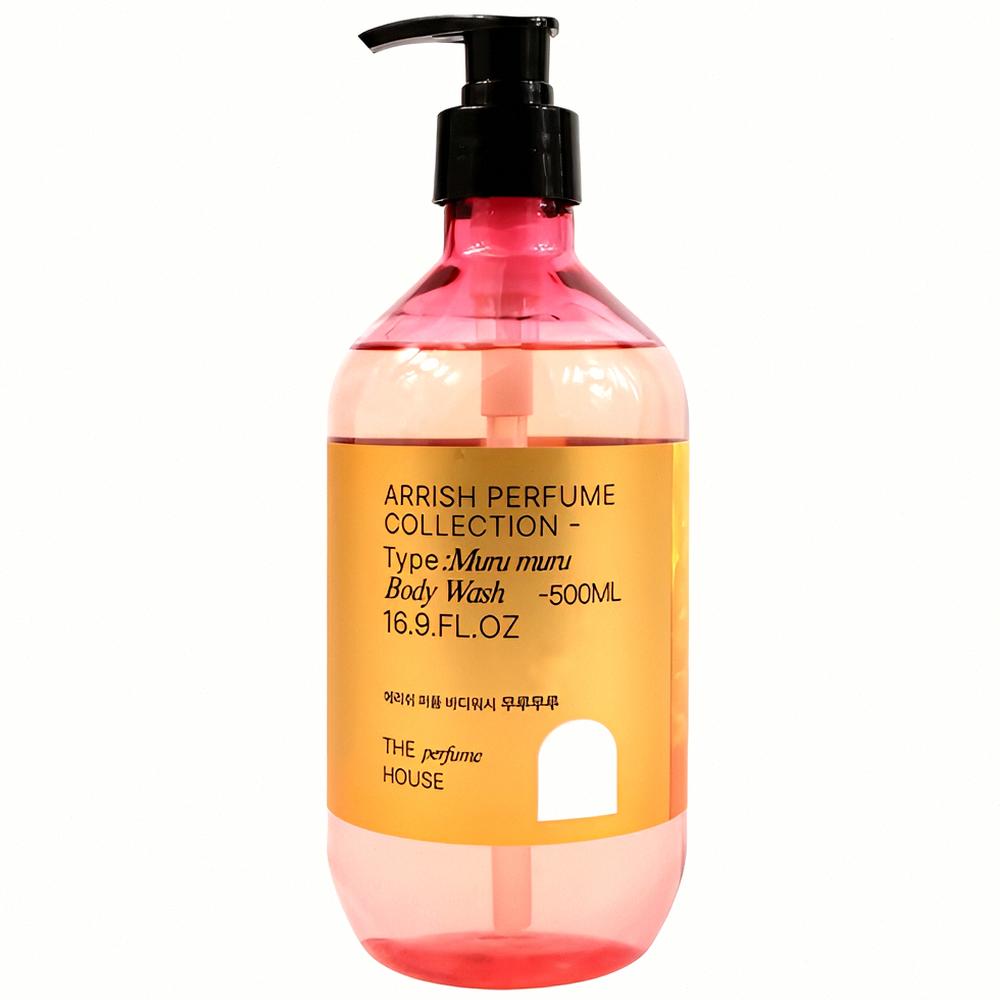 ARRISH PERFUME
COLLECTION -
Type :Muru muru
Body Wash -500ML
16.9.FL.OZ
어리쉬 퍼퓸 바디워시 무루무루
THE perfume
HOUSE